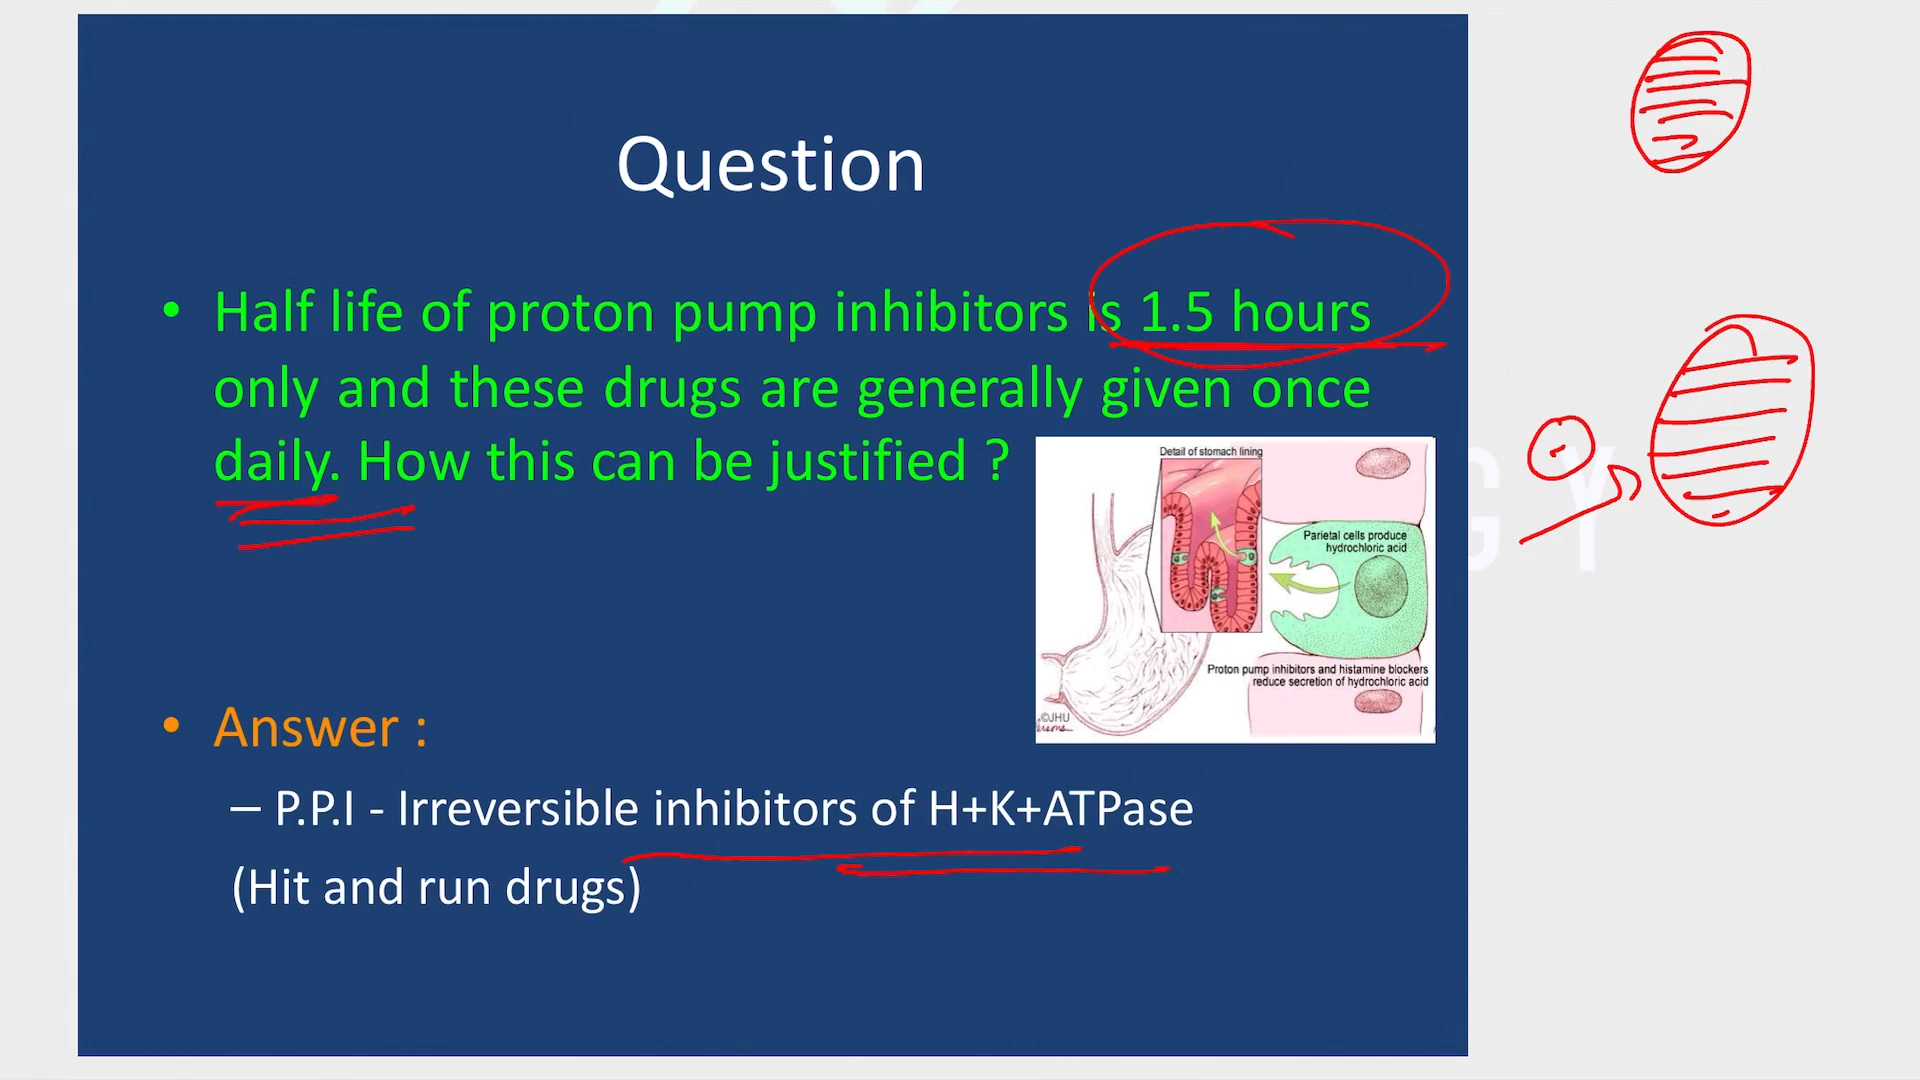 Question
• Half life of proton pump inhibitors is 1.5 hours
only and these drugs are generally given once
daily. How this can be justified ?
Detail of stomach lining
Parietal cells produce
hydrochloric acid
Proton pump inhibitors and histamine blockers
reduce secretion of hydrochloric acid
©JHU
• Answer :
– P.P.I - Irreversible inhibitors of H+K+ATPase
(Hit and run drugs)
G Y